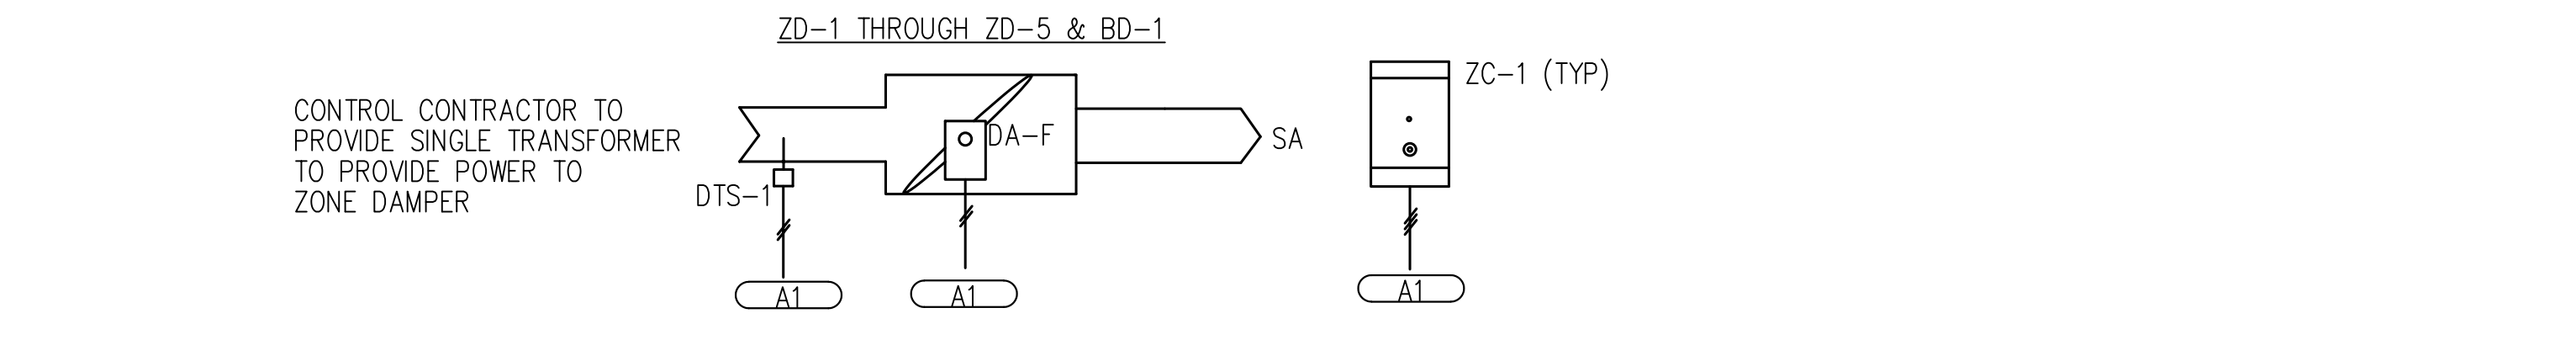 ZD-1 THROUGH ZD-5 & BD-1
CONTROL CONTRACTOR TO
PROVIDE SINGLE TRANSFORMER
TO PROVIDE POWER TO
ZONE DAMPER
DTS-1
DA-F
SA
ZC-1 (TYP)
A1
A1
A1